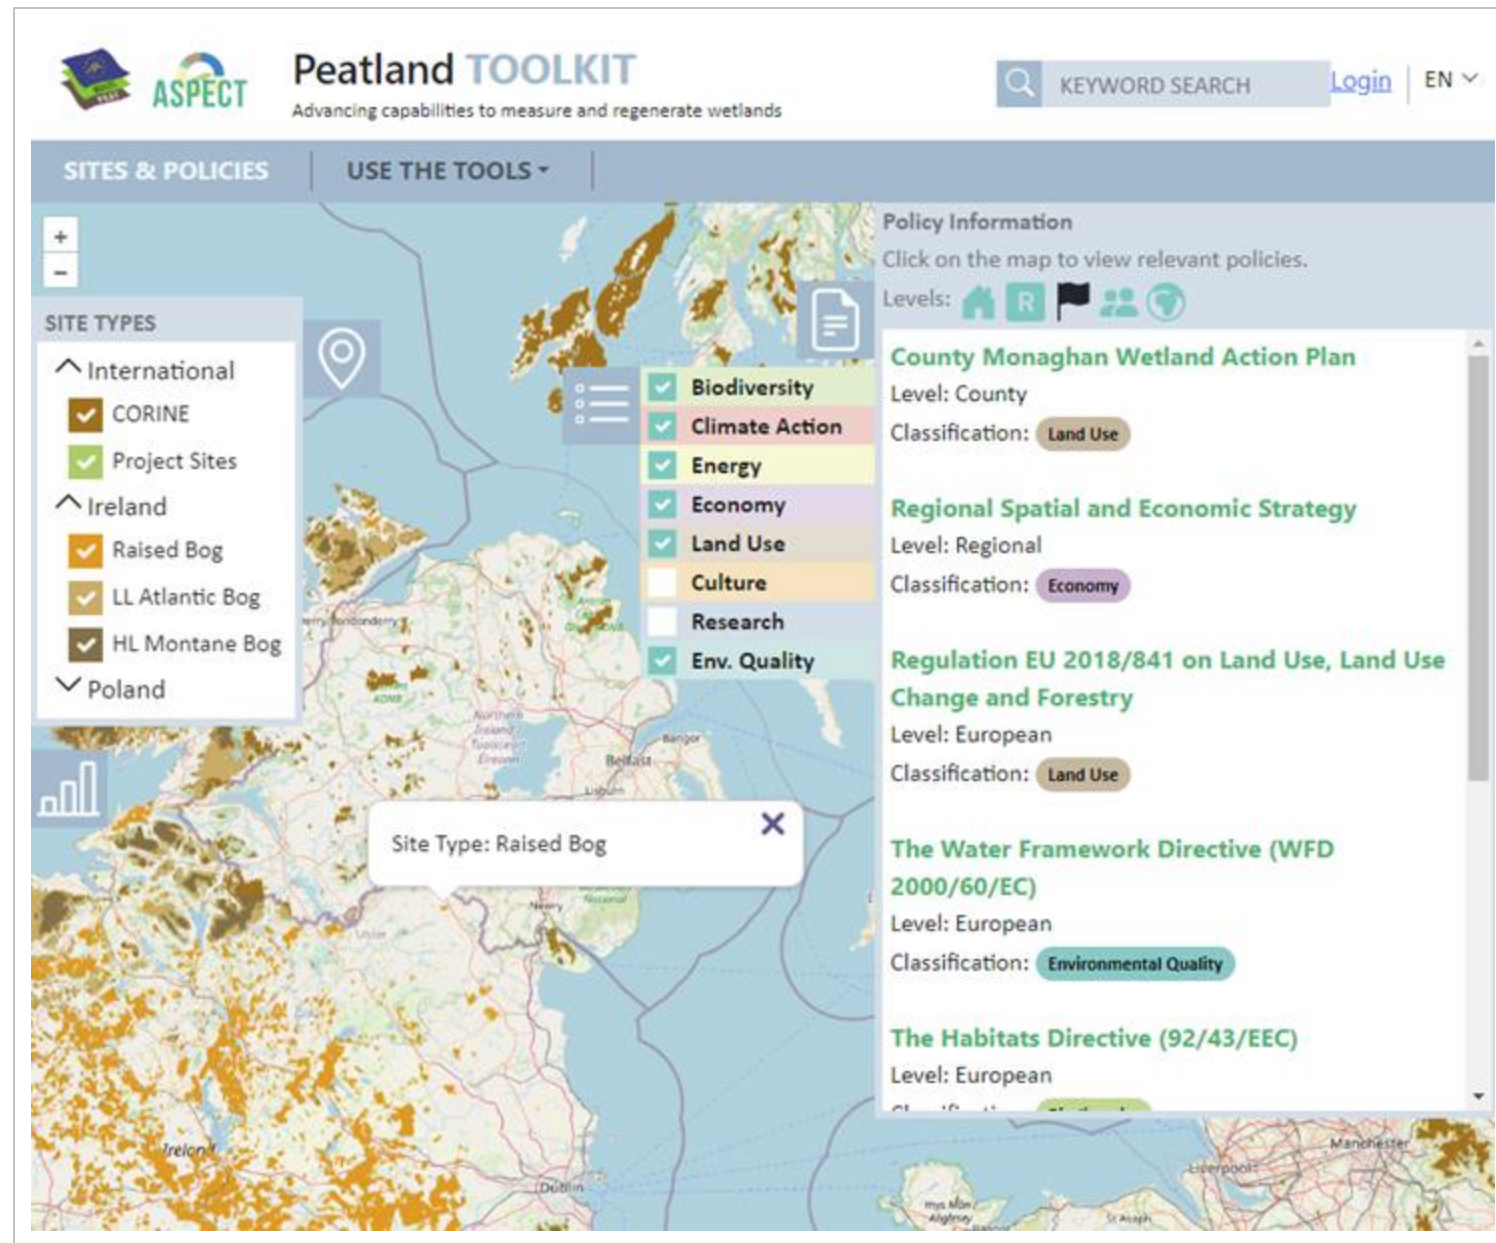 ASPECT
Peatland TOOLKIT
Advancing capabilities to measure and regenerate wetlands
KEYWORD SEARCH
Login
EN
SITES & POLICIES
USE THE TOOLS
+
−
SITE TYPES
International
CORINE
Project Sites
Ireland
Raised Bog
LL Atlantic Bog
HL Montane Bog
Poland
Biodiversity
Climate Action
Energy
Economy
Land Use
Culture
Research
Env. Quality
Policy Information
Click on the map to view relevant policies.
Levels:
R
County Monaghan Wetland Action Plan
Level: County
Classification: Land Use
Regional Spatial and Economic Strategy
Level: Regional
Classification: Economy
Regulation EU 2018/841 on Land Use, Land Use
Change and Forestry
Level: European
Classification: Land Use
The Water Framework Directive (WFD
2000/60/EC)
Level: European
Classification: Environmental Quality
The Habitats Directive (92/43/EEC)
Level: European
Site Type: Raised Bog
Northern
Ireland
Bangor
Belfast
Lisburn
Newry
Ulster
Ireland
Dublin
Manchester
Liverpool
St Asaph